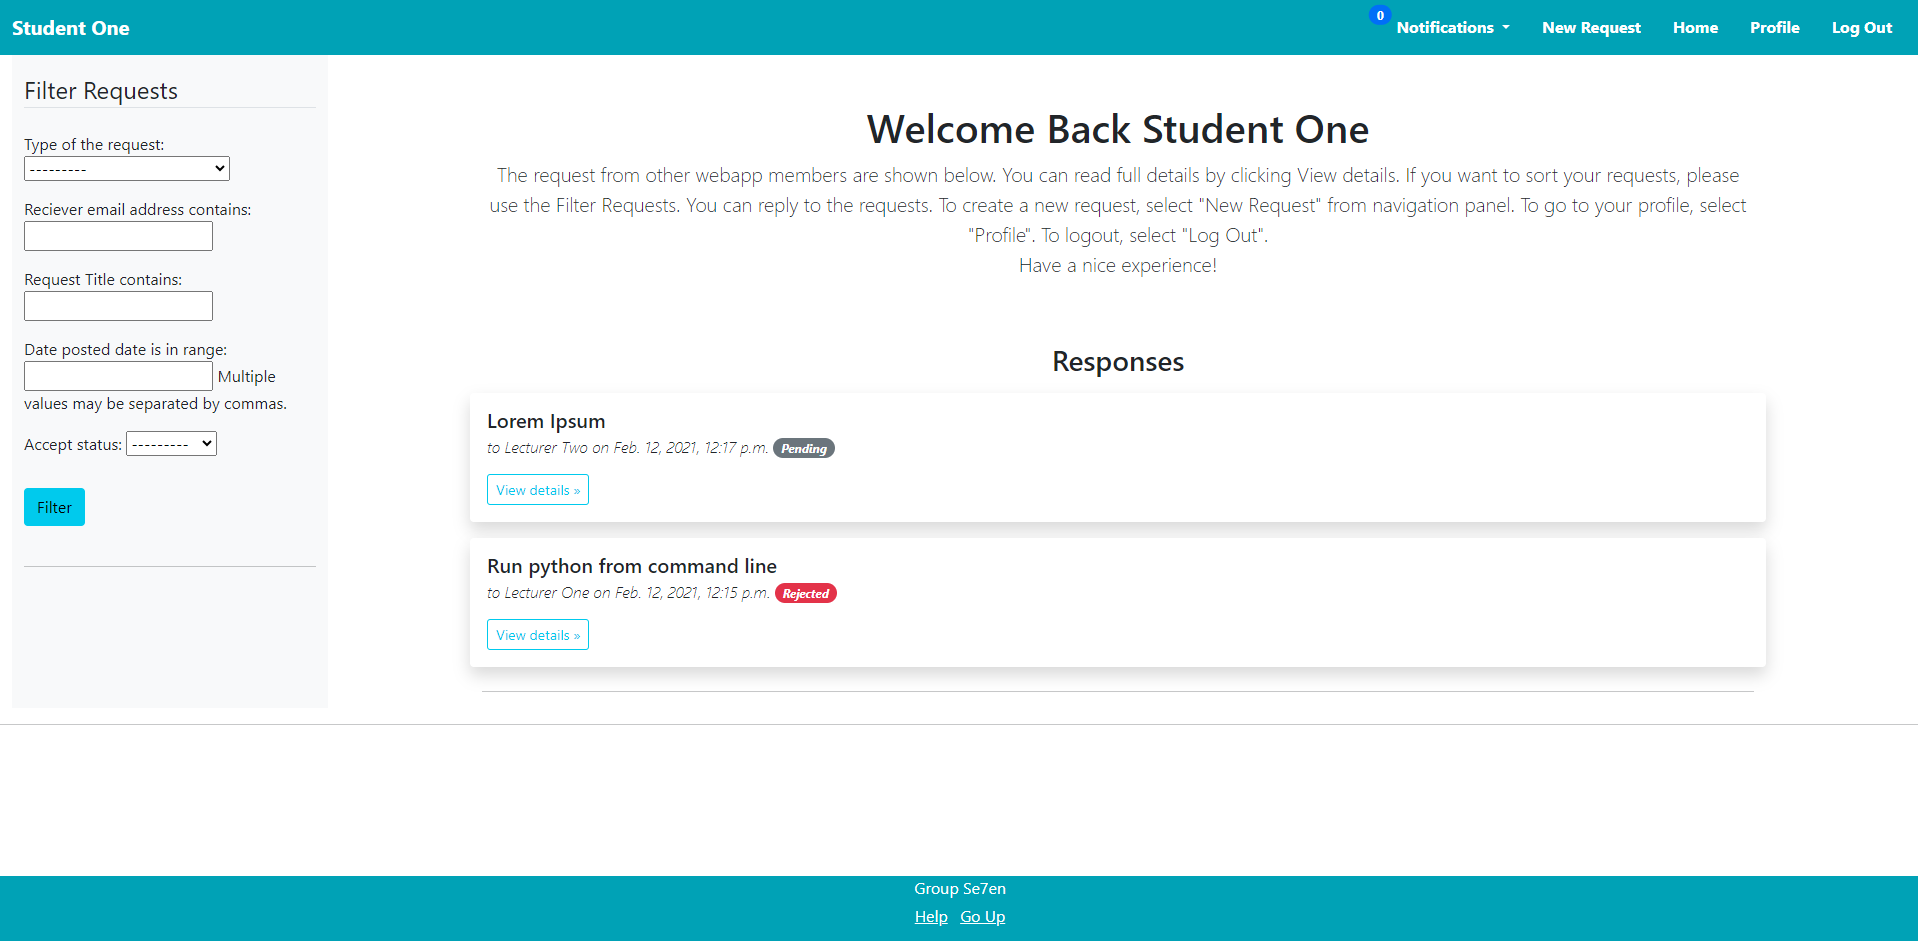 Student One
0
Notifications
New Request
Home
Profile
Log Out
Filter Requests
Type of the request:
---------
Reciever email address contains:
Request Title contains:
Date posted date is in range:
Multiple
values may be separated by commas.
Accept status: ---------
Filter
Welcome Back Student One
The request from other webapp members are shown below. You can read full details by clicking View details. If you want to sort your requests, please
use the Filter Requests. You can reply to the requests. To create a new request, select "New Request" from navigation panel. To go to your profile, select
"Profile". To logout, select "Log Out".
Have a nice experience!
Responses
Lorem Ipsum
to Lecturer Two on Feb. 12, 2021, 12:17 p.m. Pending
View details »
Run python from command line
to Lecturer One on Feb. 12, 2021, 12:15 p.m. Rejected
View details »
Group Se7en
Help Go Up